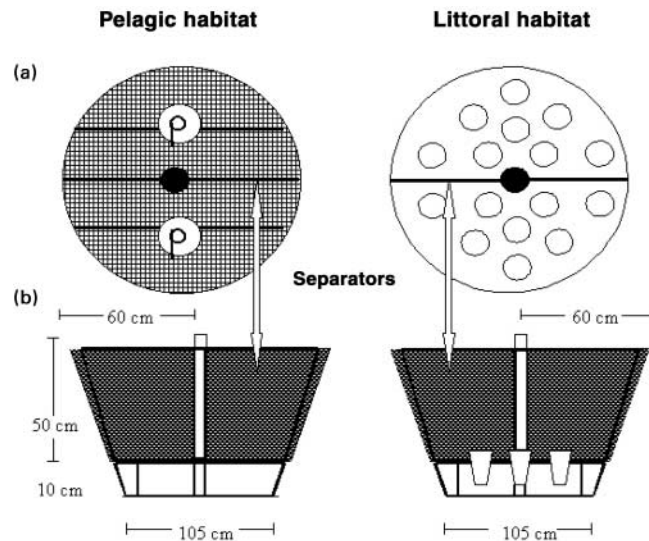 Pelagic habitat
Littoral habitat
(a)
Separators
(b)
60 cm
60 cm
50 cm
10 cm
105 cm
105 cm